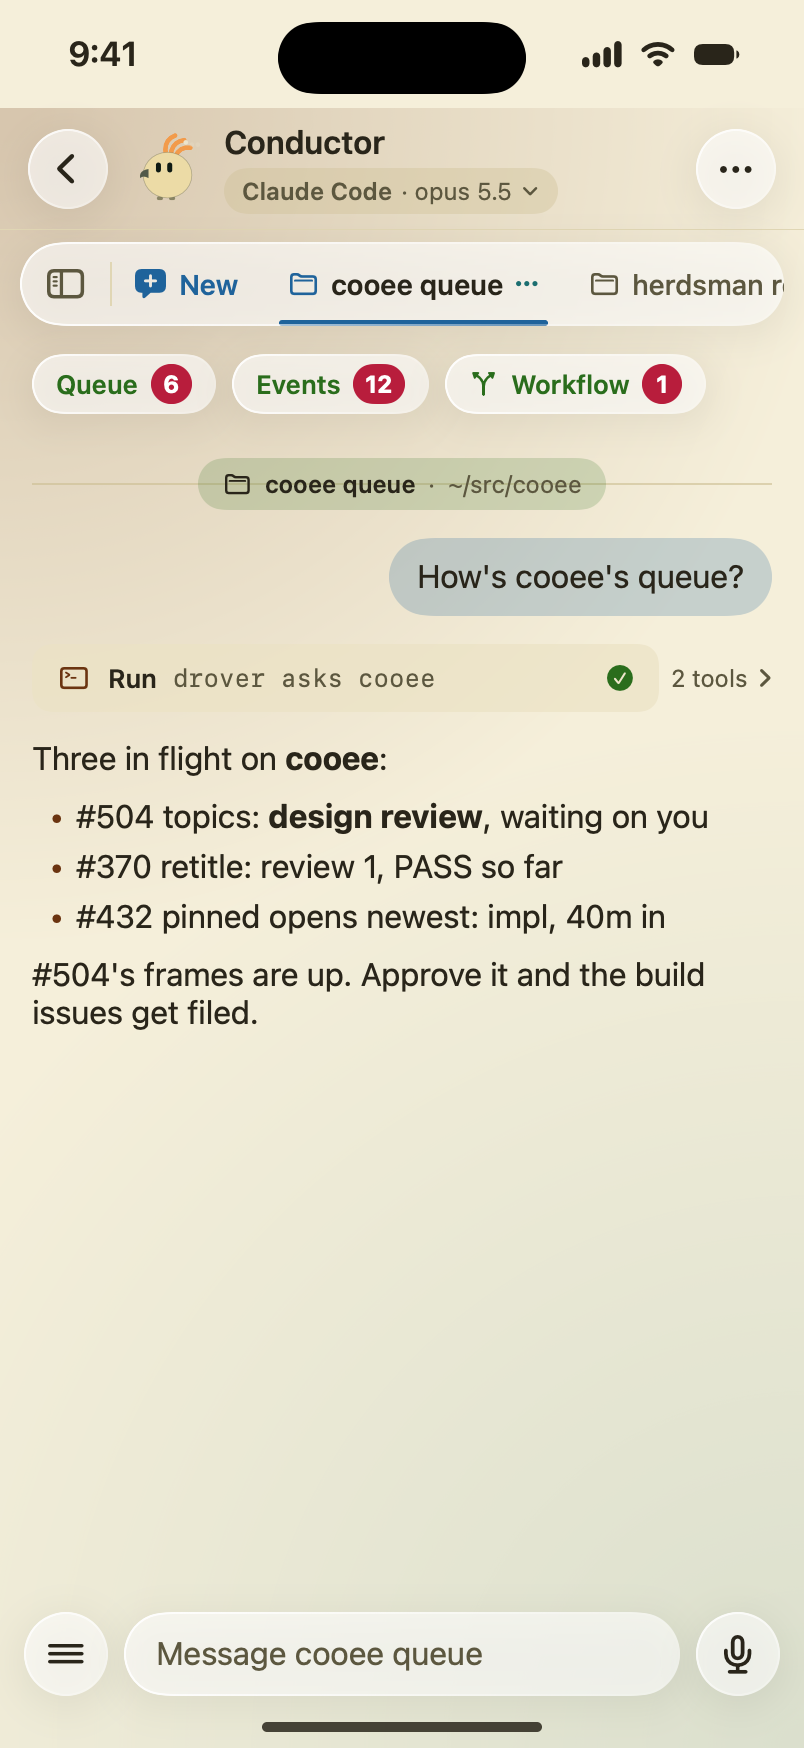 9:41
Conductor
Claude Code · opus 5.5
New
cooee queue
herdsman r
Queue 6
Events 12
Workflow 1
cooee queue · ~/src/cooee
How's cooee's queue?
Run drover asks cooee
2 tools
Three in flight on cooee:
• #504 topics: design review, waiting on you
• #370 retitle: review 1, PASS so far
• #432 pinned opens newest: impl, 40m in
#504's frames are up. Approve it and the build
issues get filed.
Message cooee queue